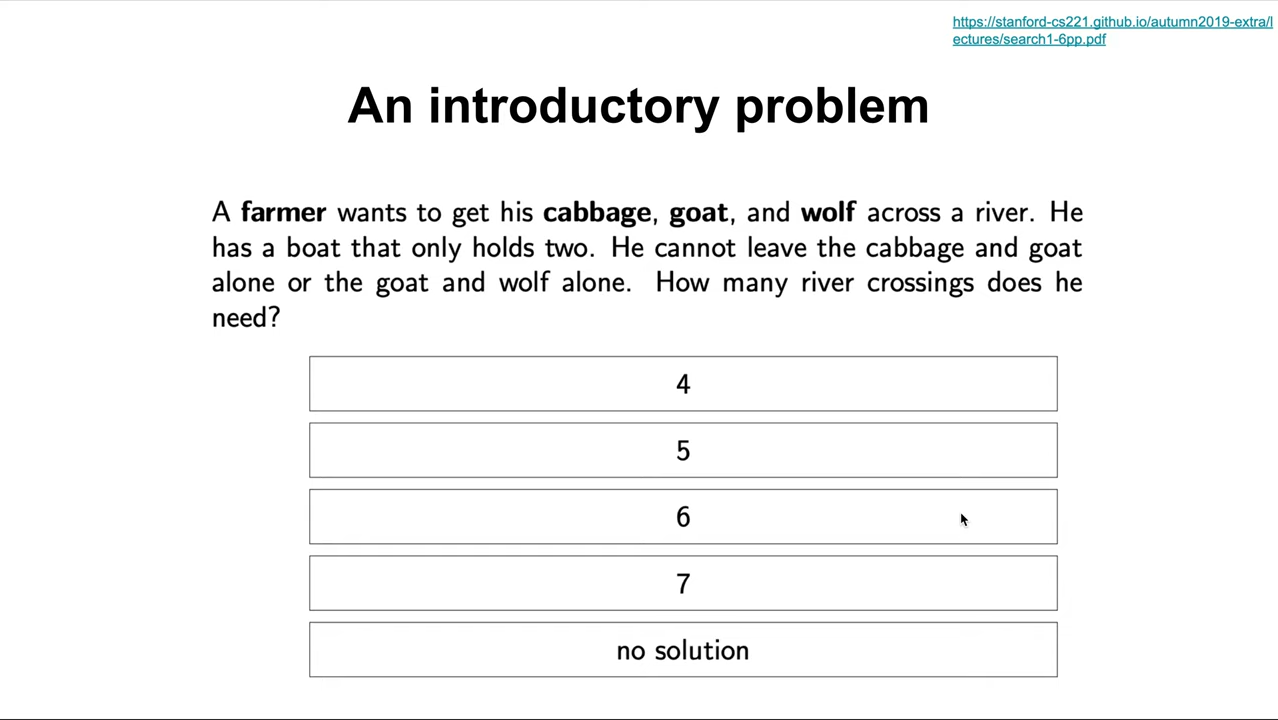 https://stanford-cs221.github.io/autumn2019-extra/l
ectures/search1-6pp.pdf
An introductory problem
A farmer wants to get his cabbage, goat, and wolf across a river. He
has a boat that only holds two. He cannot leave the cabbage and goat
alone or the goat and wolf alone. How many river crossings does he
need?
4
5
6
7
no solution